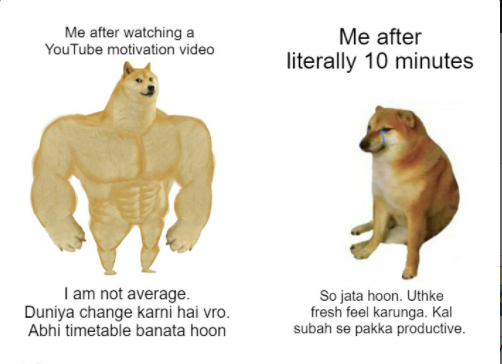 Me after watching a
YouTube motivation video
I am not average.
Duniya change karni hai vro.
Abhi timetable banata hoon
Me after
literally 10 minutes
So jata hoon. Uthke
fresh feel karunga. Kal
subah se pakka productive.